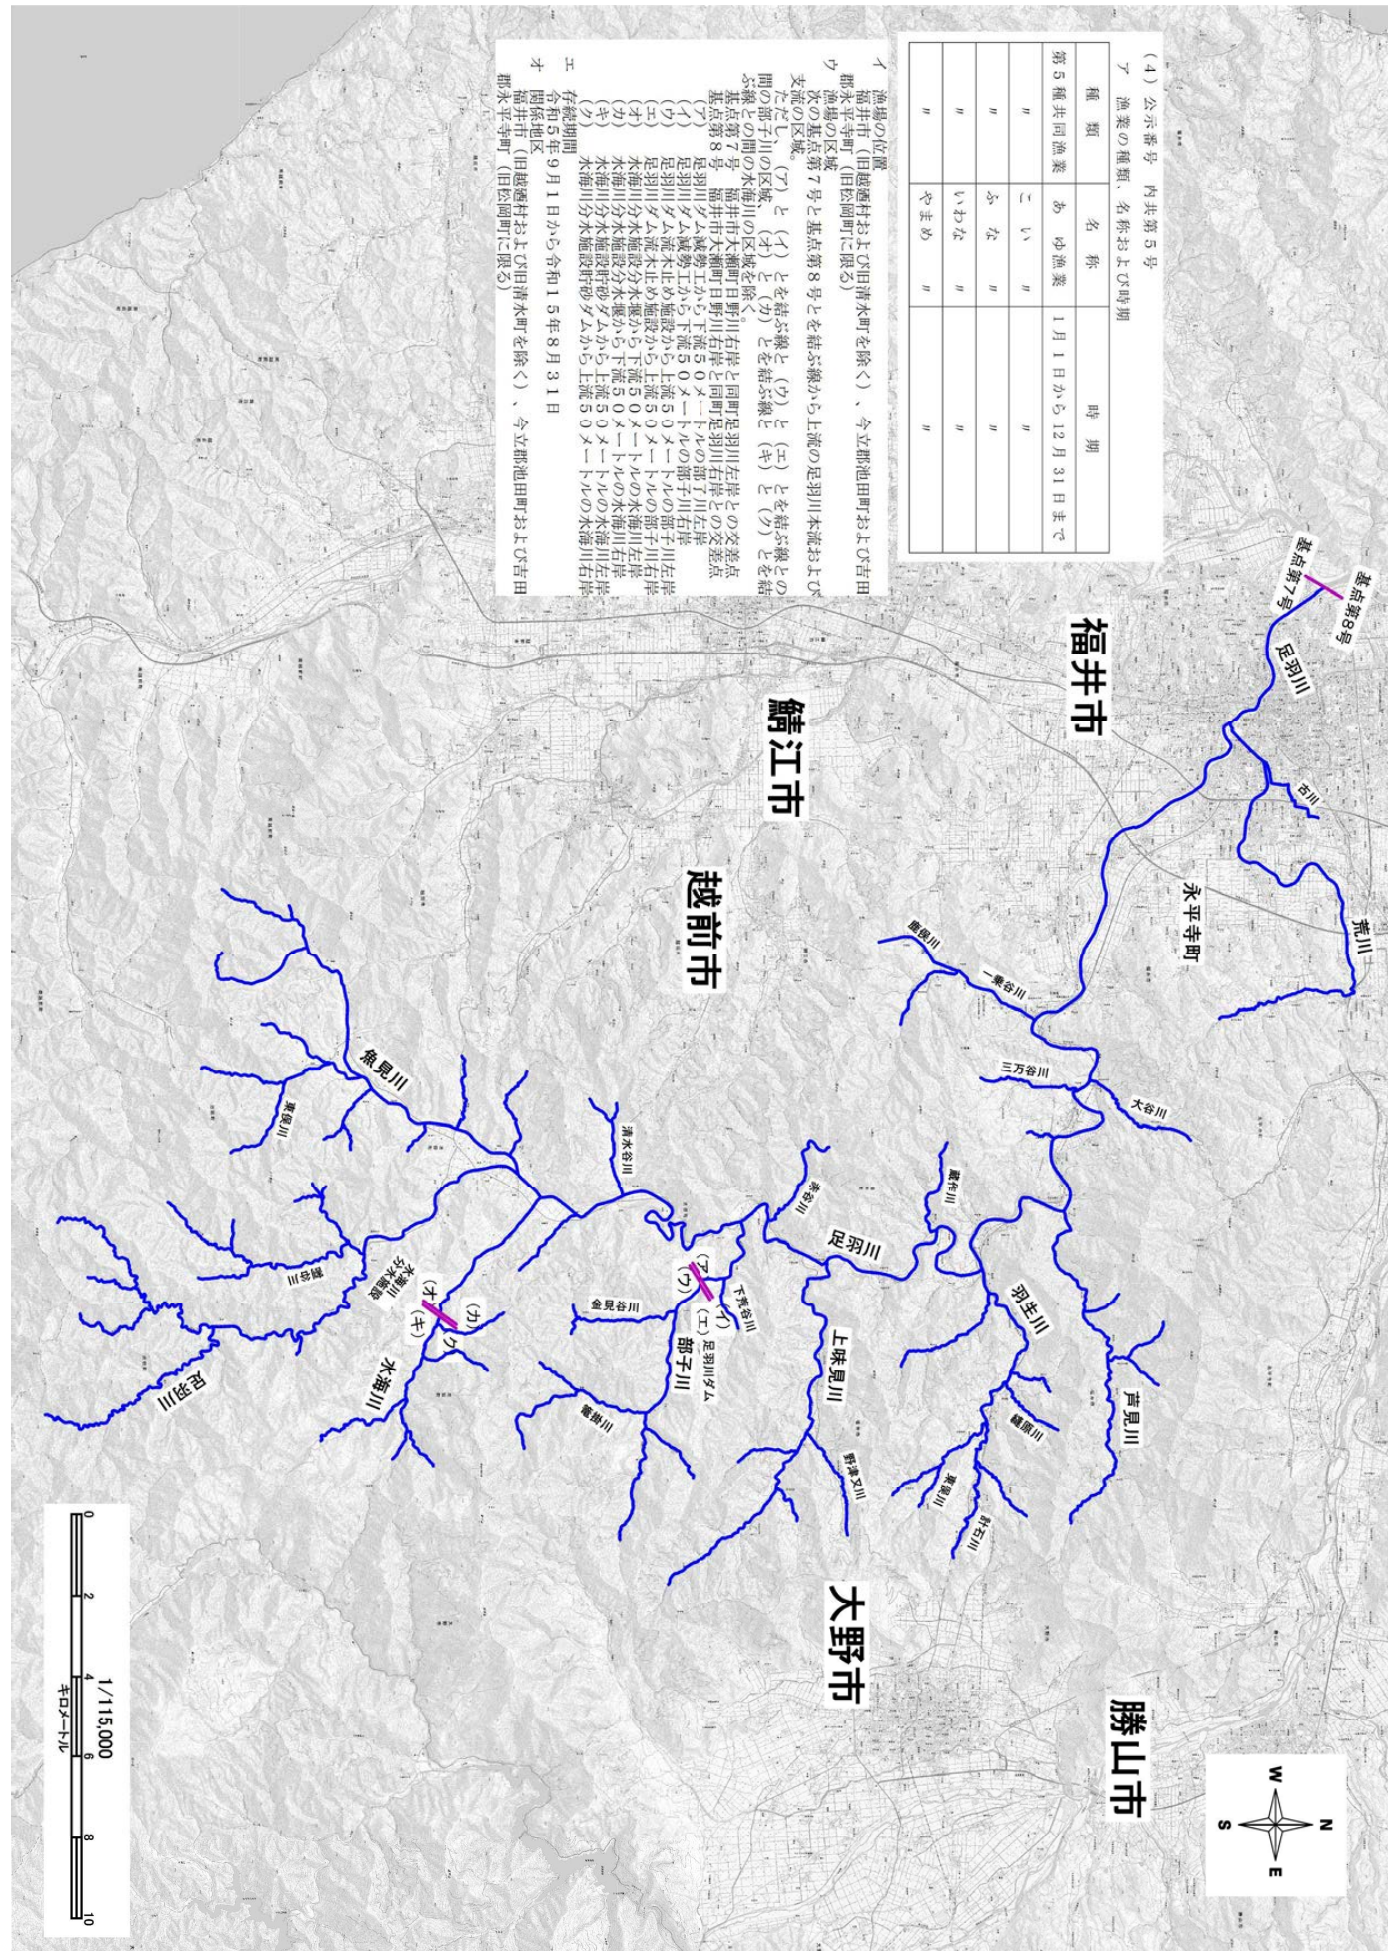 (4) 公示番号 内共第5号
ア 漁業の種類、名称および時期
種類 名称 時期
第5種共同漁業 あゆ漁業 1月1日から12月31日まで
〃 こい 〃 〃
〃 ふな 〃 〃
〃 いわな 〃 〃
〃 やまめ 〃 〃
イ 漁場の位置
福井市(旧越廼村および旧清水町を除く)、今立郡池田町および吉田
郡永平寺町(旧松岡町に限る)
ウ 漁場の区域
次の基点第7号と基点第8号とを結ぶ線から上流の足羽川本流および
支流の区域。
ただし、(ア)と(イ)とを結ぶ線と(ウ)と(エ)とを結ぶ線との
間の部子川の区域、(オ)と(カ)とを結ぶ線と(キ)と(ク)とを結
ぶ線との間の水海川の区域を除く。
基点第7号 福井市大瀬町日野川右岸と同町足羽川左岸との交差点
基点第8号 福井市大瀬町日野川右岸と同町足羽川右岸との交差点
(ア) 足羽川ダム減勢工から下流50メートルの部子川左岸
(イ) 足羽川ダム減勢工から下流50メートルの部子川右岸
(ウ) 足羽川ダム流木止め施設から上流50メートルの部子川左岸
(エ) 足羽川ダム流木止め施設から上流50メートルの部子川右岸
(オ) 水海川分水施設分水堰から下流50メートルの水海川左岸
(カ) 水海川分水施設分水堰から下流50メートルの水海川右岸
(キ) 水海川分水施設貯砂ダムから上流50メートルの水海川左岸
(ク) 水海川分水施設貯砂ダムから上流50メートルの水海川右岸
エ 存続期間
令和5年9月1日から令和15年8月31日
オ 関係地区
福井市(旧越廼村および旧清水町を除く)、今立郡池田町および吉田
郡永平寺町(旧松岡町に限る)
基点第8号
基点第7号
足羽川
福井市
古川
荒川
永平寺町
鯖江市
越前市
鹿俣川
一乗谷川
三万谷川
大谷川
魚見川
東俣川
清水谷川
赤谷川
蔵作川
足羽川
羽生川
芦見川
割谷川
水海川
分水施設
(オ)
(カ)
(キ)
ク
(ア)
(ウ)
(イ)
(エ)
足羽川ダム
下荒谷川
金見谷川
部子川
上味見川
水海川
足羽川
篭掛川
野津又川
縫原川
東俣川
計石川
大野市
勝山市
N
W
E
S
1/115,000
0 2 4 6 8 10
キロメートル